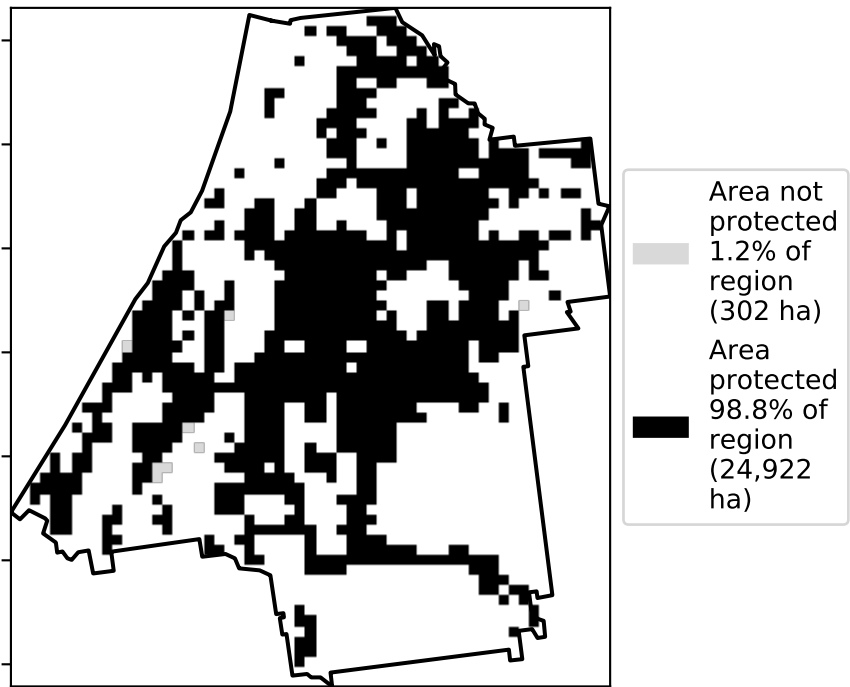 Area not
protected
1.2% of
region
(302 ha)
Area
protected
98.8% of
region
(24,922
ha)